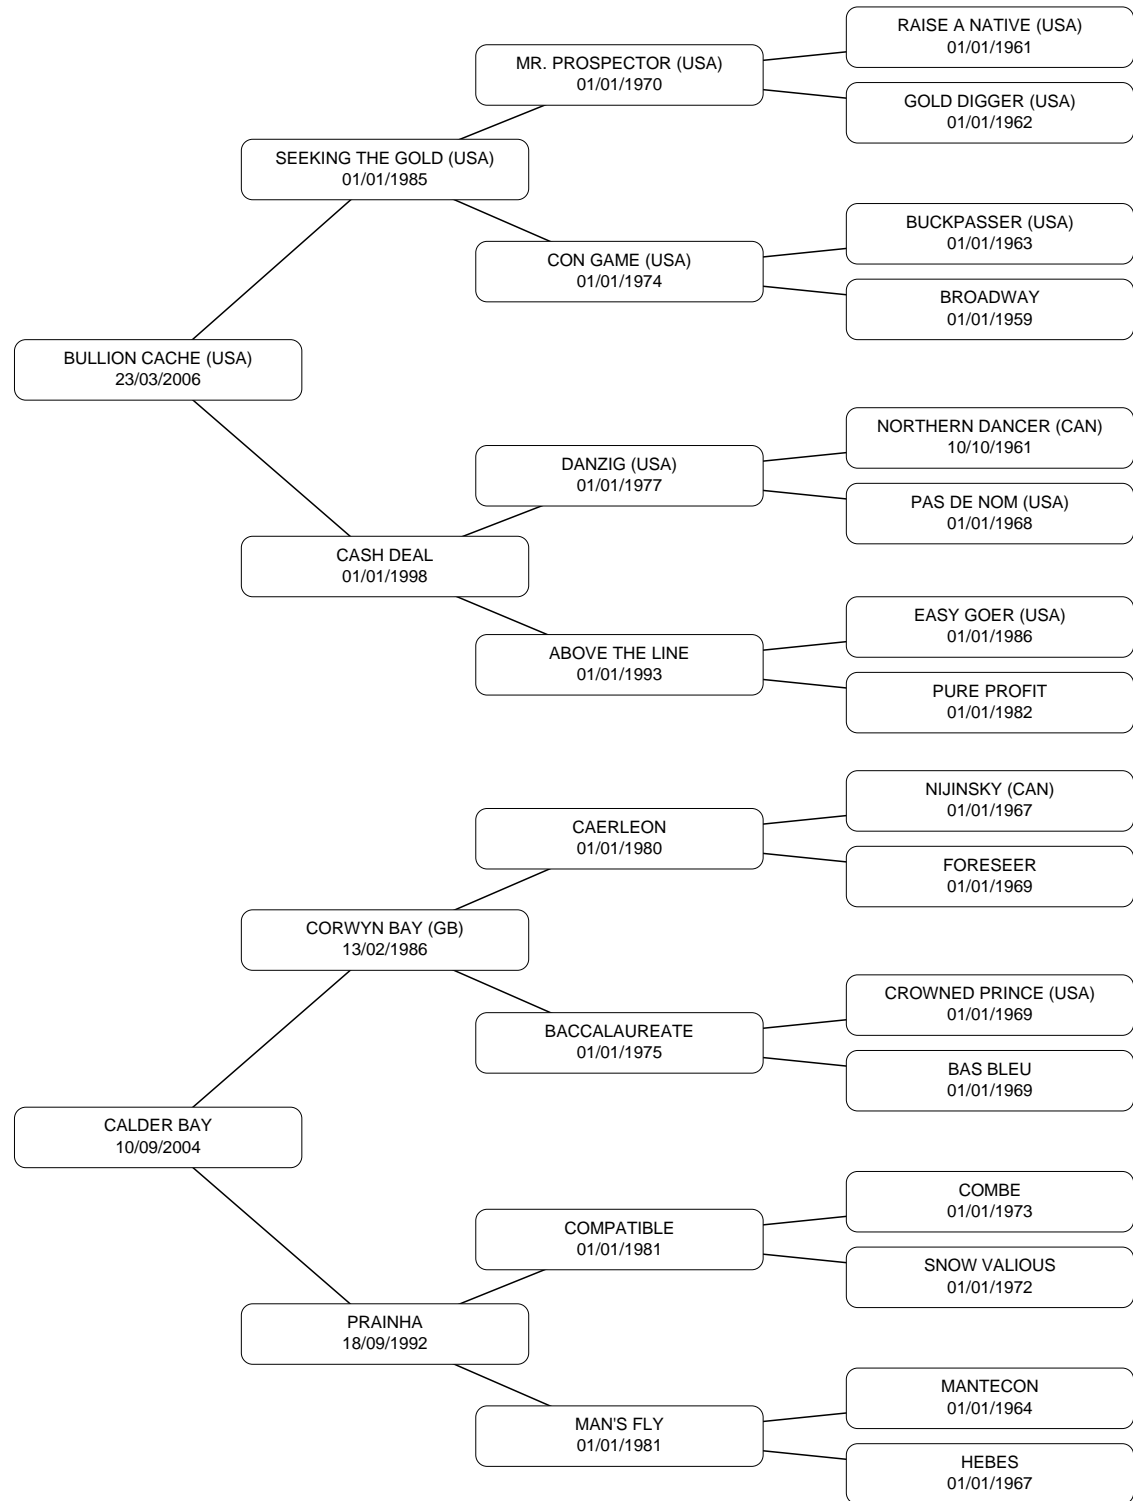 RAISE A NATIVE (USA)
01/01/1961
MR. PROSPECTOR (USA)
01/01/1970
GOLD DIGGER (USA)
01/01/1962
SEEKING THE GOLD (USA)
01/01/1985
BUCKPASSER (USA)
01/01/1963
CON GAME (USA)
01/01/1974
BROADWAY
01/01/1959
BULLION CACHE (USA)
23/03/2006
NORTHERN DANCER (CAN)
10/10/1961
DANZIG (USA)
01/01/1977
PAS DE NOM (USA)
01/01/1968
CASH DEAL
01/01/1998
EASY GOER (USA)
01/01/1986
ABOVE THE LINE
01/01/1993
PURE PROFIT
01/01/1982
NIJINSKY (CAN)
01/01/1967
CAERLEON
01/01/1980
FORESEER
01/01/1969
CORWYN BAY (GB)
13/02/1986
CROWNED PRINCE (USA)
01/01/1969
BACCALAUREATE
01/01/1975
BAS BLEU
01/01/1969
CALDER BAY
10/09/2004
COMBE
01/01/1973
COMPATIBLE
01/01/1981
SNOW VALIOUS
01/01/1972
PRAINHA
18/09/1992
MANTECON
01/01/1964
MAN'S FLY
01/01/1981
HEBES
01/01/1967